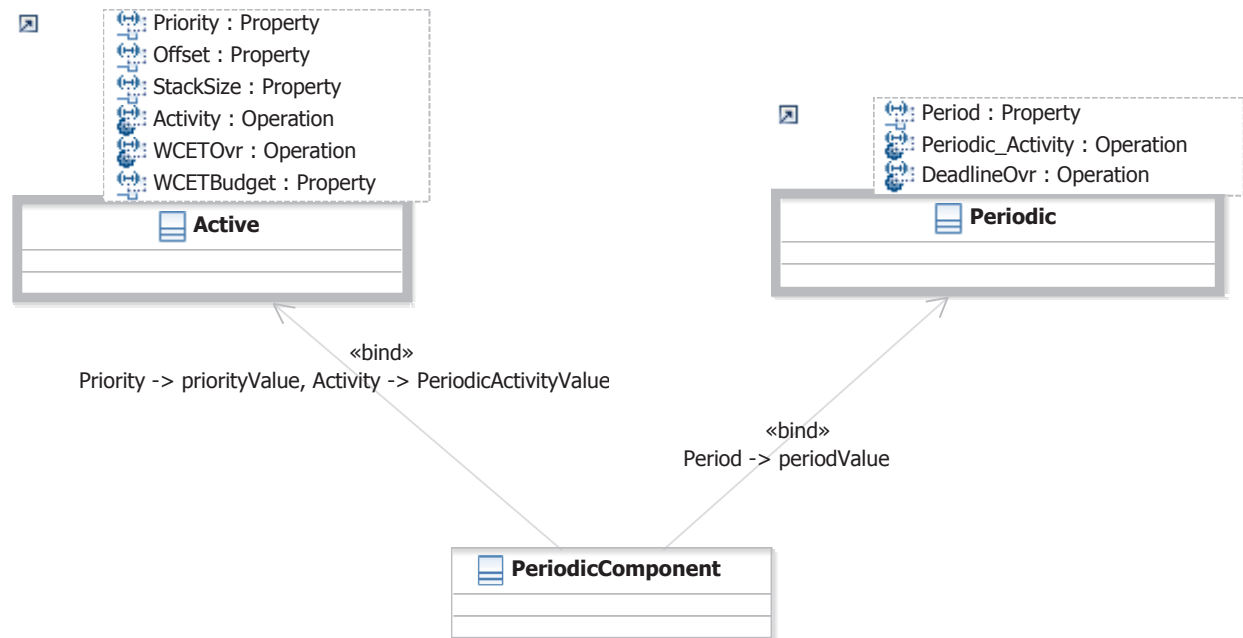 Priority : Property
Offset : Property
StackSize : Property
Activity : Operation
WCETOvr : Operation
WCETBudget : Property
Active
Period : Property
Periodic_Activity : Operation
DeadlineOvr : Operation
Periodic
«bind»
Priority -> priorityValue, Activity -> PeriodicActivityValue
«bind»
Period -> periodValue
PeriodicComponent